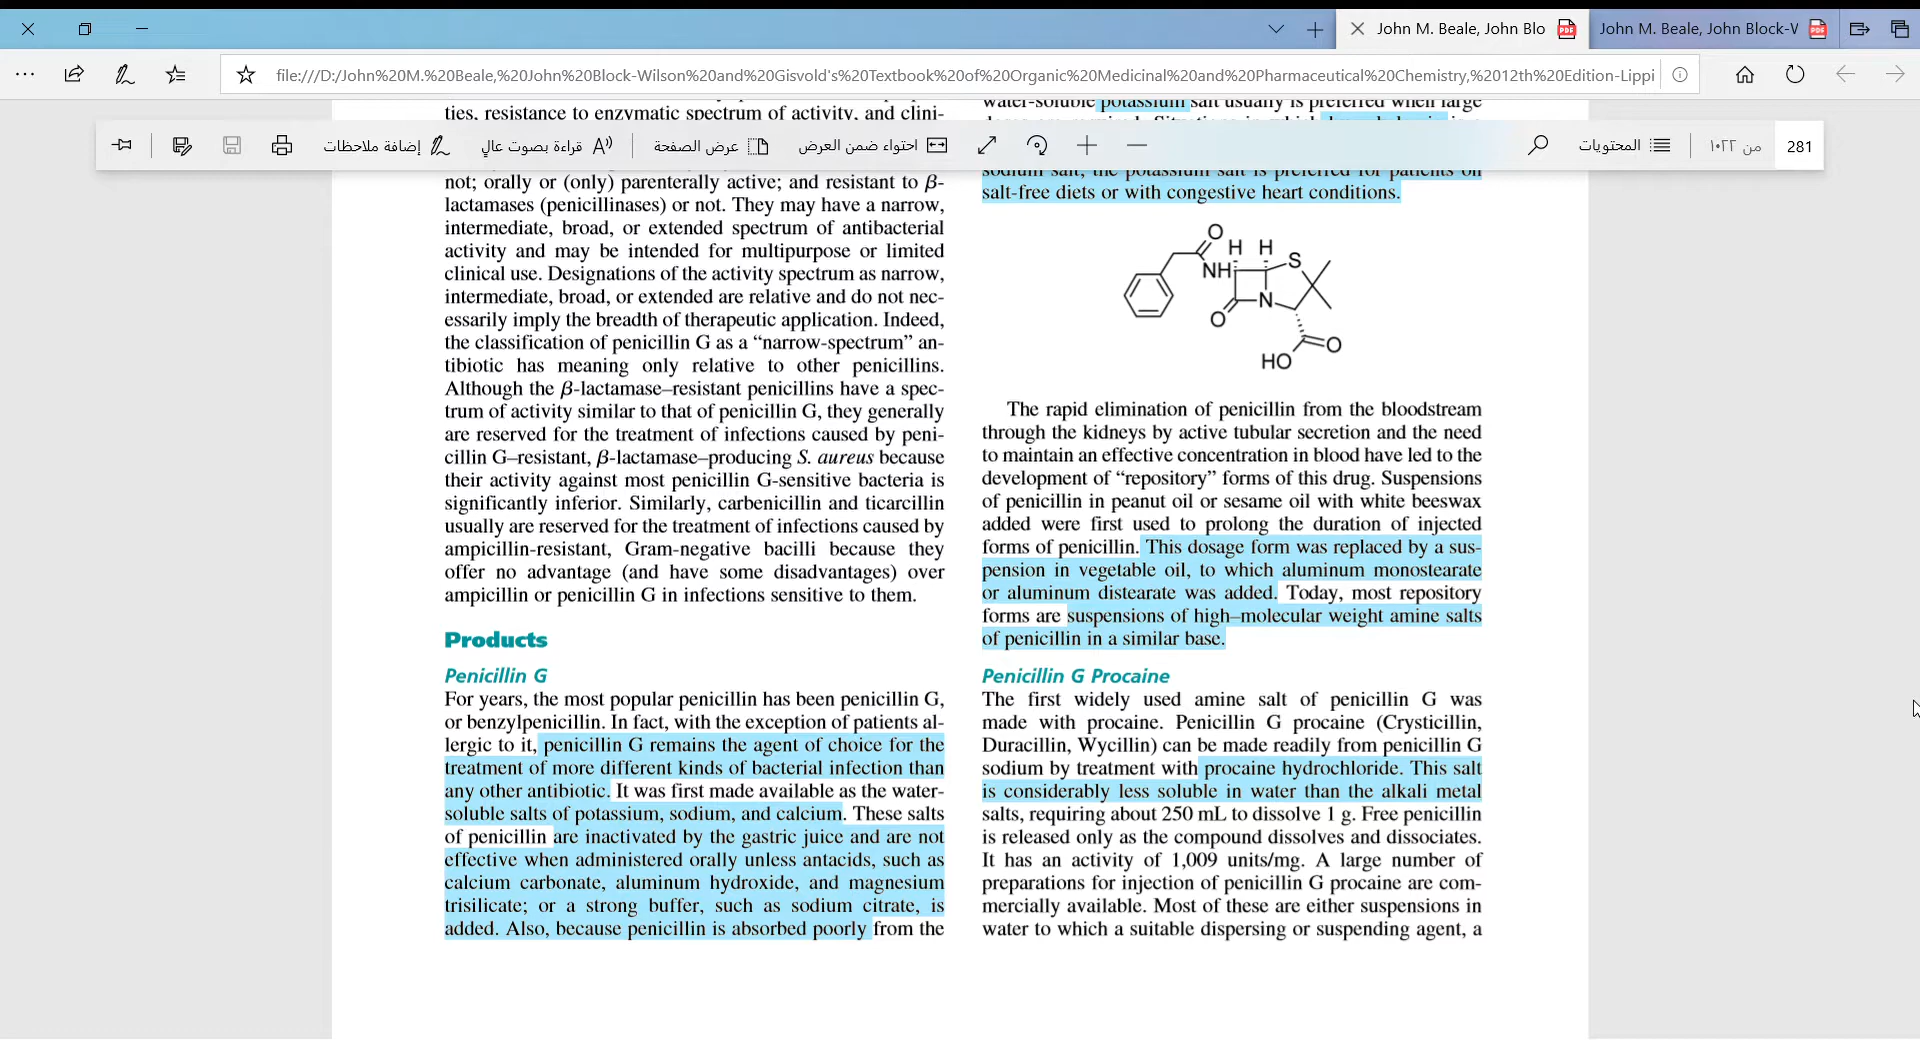 John M. Beale, John Blo
John M. Beale, John Block-V
file:///D:/John%20M.%20Beale,%20John%20Block-Wilson%20and%20Gisvold's%20Textbook%20of%20Organic%20Medicinal%20and%20Pharmaceutical%20Chemistry,%2012th%20Edition-Lippi
إضافة ملاحظات
قراءة بصوت عالٍ
عرض الصفحة
احتواء ضمن العرض
المحتويات
من ١٠٢٢
281
ties, resistance to enzymatic spectrum of activity, and clini-
not; orally or (only) parenterally active; and resistant to β-
lactamases (penicillinases) or not. They may have a narrow,
intermediate, broad, or extended spectrum of antibacterial
activity and may be intended for multipurpose or limited
clinical use. Designations of the activity spectrum as narrow,
intermediate, broad, or extended are relative and do not nec-
essarily imply the breadth of therapeutic application. Indeed,
the classification of penicillin G as a “narrow-spectrum” an-
tibiotic has meaning only relative to other penicillins.
Although the β-lactamase–resistant penicillins have a spec-
trum of activity similar to that of penicillin G, they generally
are reserved for the treatment of infections caused by peni-
cillin G–resistant, β-lactamase–producing S. aureus because
their activity against most penicillin G-sensitive bacteria is
significantly inferior. Similarly, carbenicillin and ticarcillin
usually are reserved for the treatment of infections caused by
ampicillin-resistant, Gram-negative bacilli because they
offer no advantage (and have some disadvantages) over
ampicillin or penicillin G in infections sensitive to them.
Products
Penicillin G
For years, the most popular penicillin has been penicillin G,
or benzylpenicillin. In fact, with the exception of patients al-
lergic to it, penicillin G remains the agent of choice for the
treatment of more different kinds of bacterial infection than
any other antibiotic. It was first made available as the water-
soluble salts of potassium, sodium, and calcium. These salts
of penicillin are inactivated by the gastric juice and are not
effective when administered orally unless antacids, such as
calcium carbonate, aluminum hydroxide, and magnesium
trisilicate; or a strong buffer, such as sodium citrate, is
added. Also, because penicillin is absorbed poorly from the
water-soluble potassium salt usually is preferred when large
sodium salt, the potassium salt is preferred for patients on
salt-free diets or with congestive heart conditions.
O
H H
NH
S
N
O
O
HO
The rapid elimination of penicillin from the bloodstream
through the kidneys by active tubular secretion and the need
to maintain an effective concentration in blood have led to the
development of “repository” forms of this drug. Suspensions
of penicillin in peanut oil or sesame oil with white beeswax
added were first used to prolong the duration of injected
forms of penicillin. This dosage form was replaced by a sus-
pension in vegetable oil, to which aluminum monostearate
or aluminum distearate was added. Today, most repository
forms are suspensions of high–molecular weight amine salts
of penicillin in a similar base.
Penicillin G Procaine
The first widely used amine salt of penicillin G was
made with procaine. Penicillin G procaine (Crysticillin,
Duracillin, Wycillin) can be made readily from penicillin G
sodium by treatment with procaine hydrochloride. This salt
is considerably less soluble in water than the alkali metal
salts, requiring about 250 mL to dissolve 1 g. Free penicillin
is released only as the compound dissolves and dissociates.
It has an activity of 1,009 units/mg. A large number of
preparations for injection of penicillin G procaine are com-
mercially available. Most of these are either suspensions in
water to which a suitable dispersing or suspending agent, a